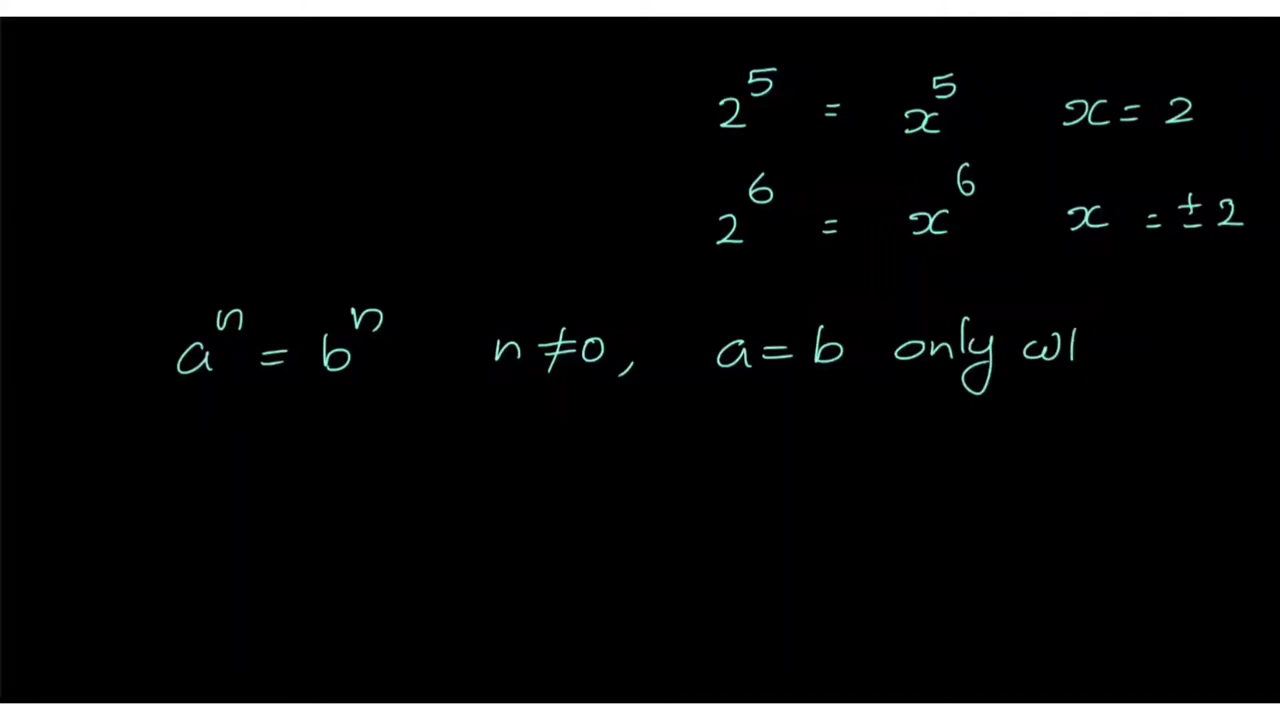 2^5 = x^5 x = 2
2^6 = x^6 x = ±2
a^n = b^n n ≠ 0, a = b only